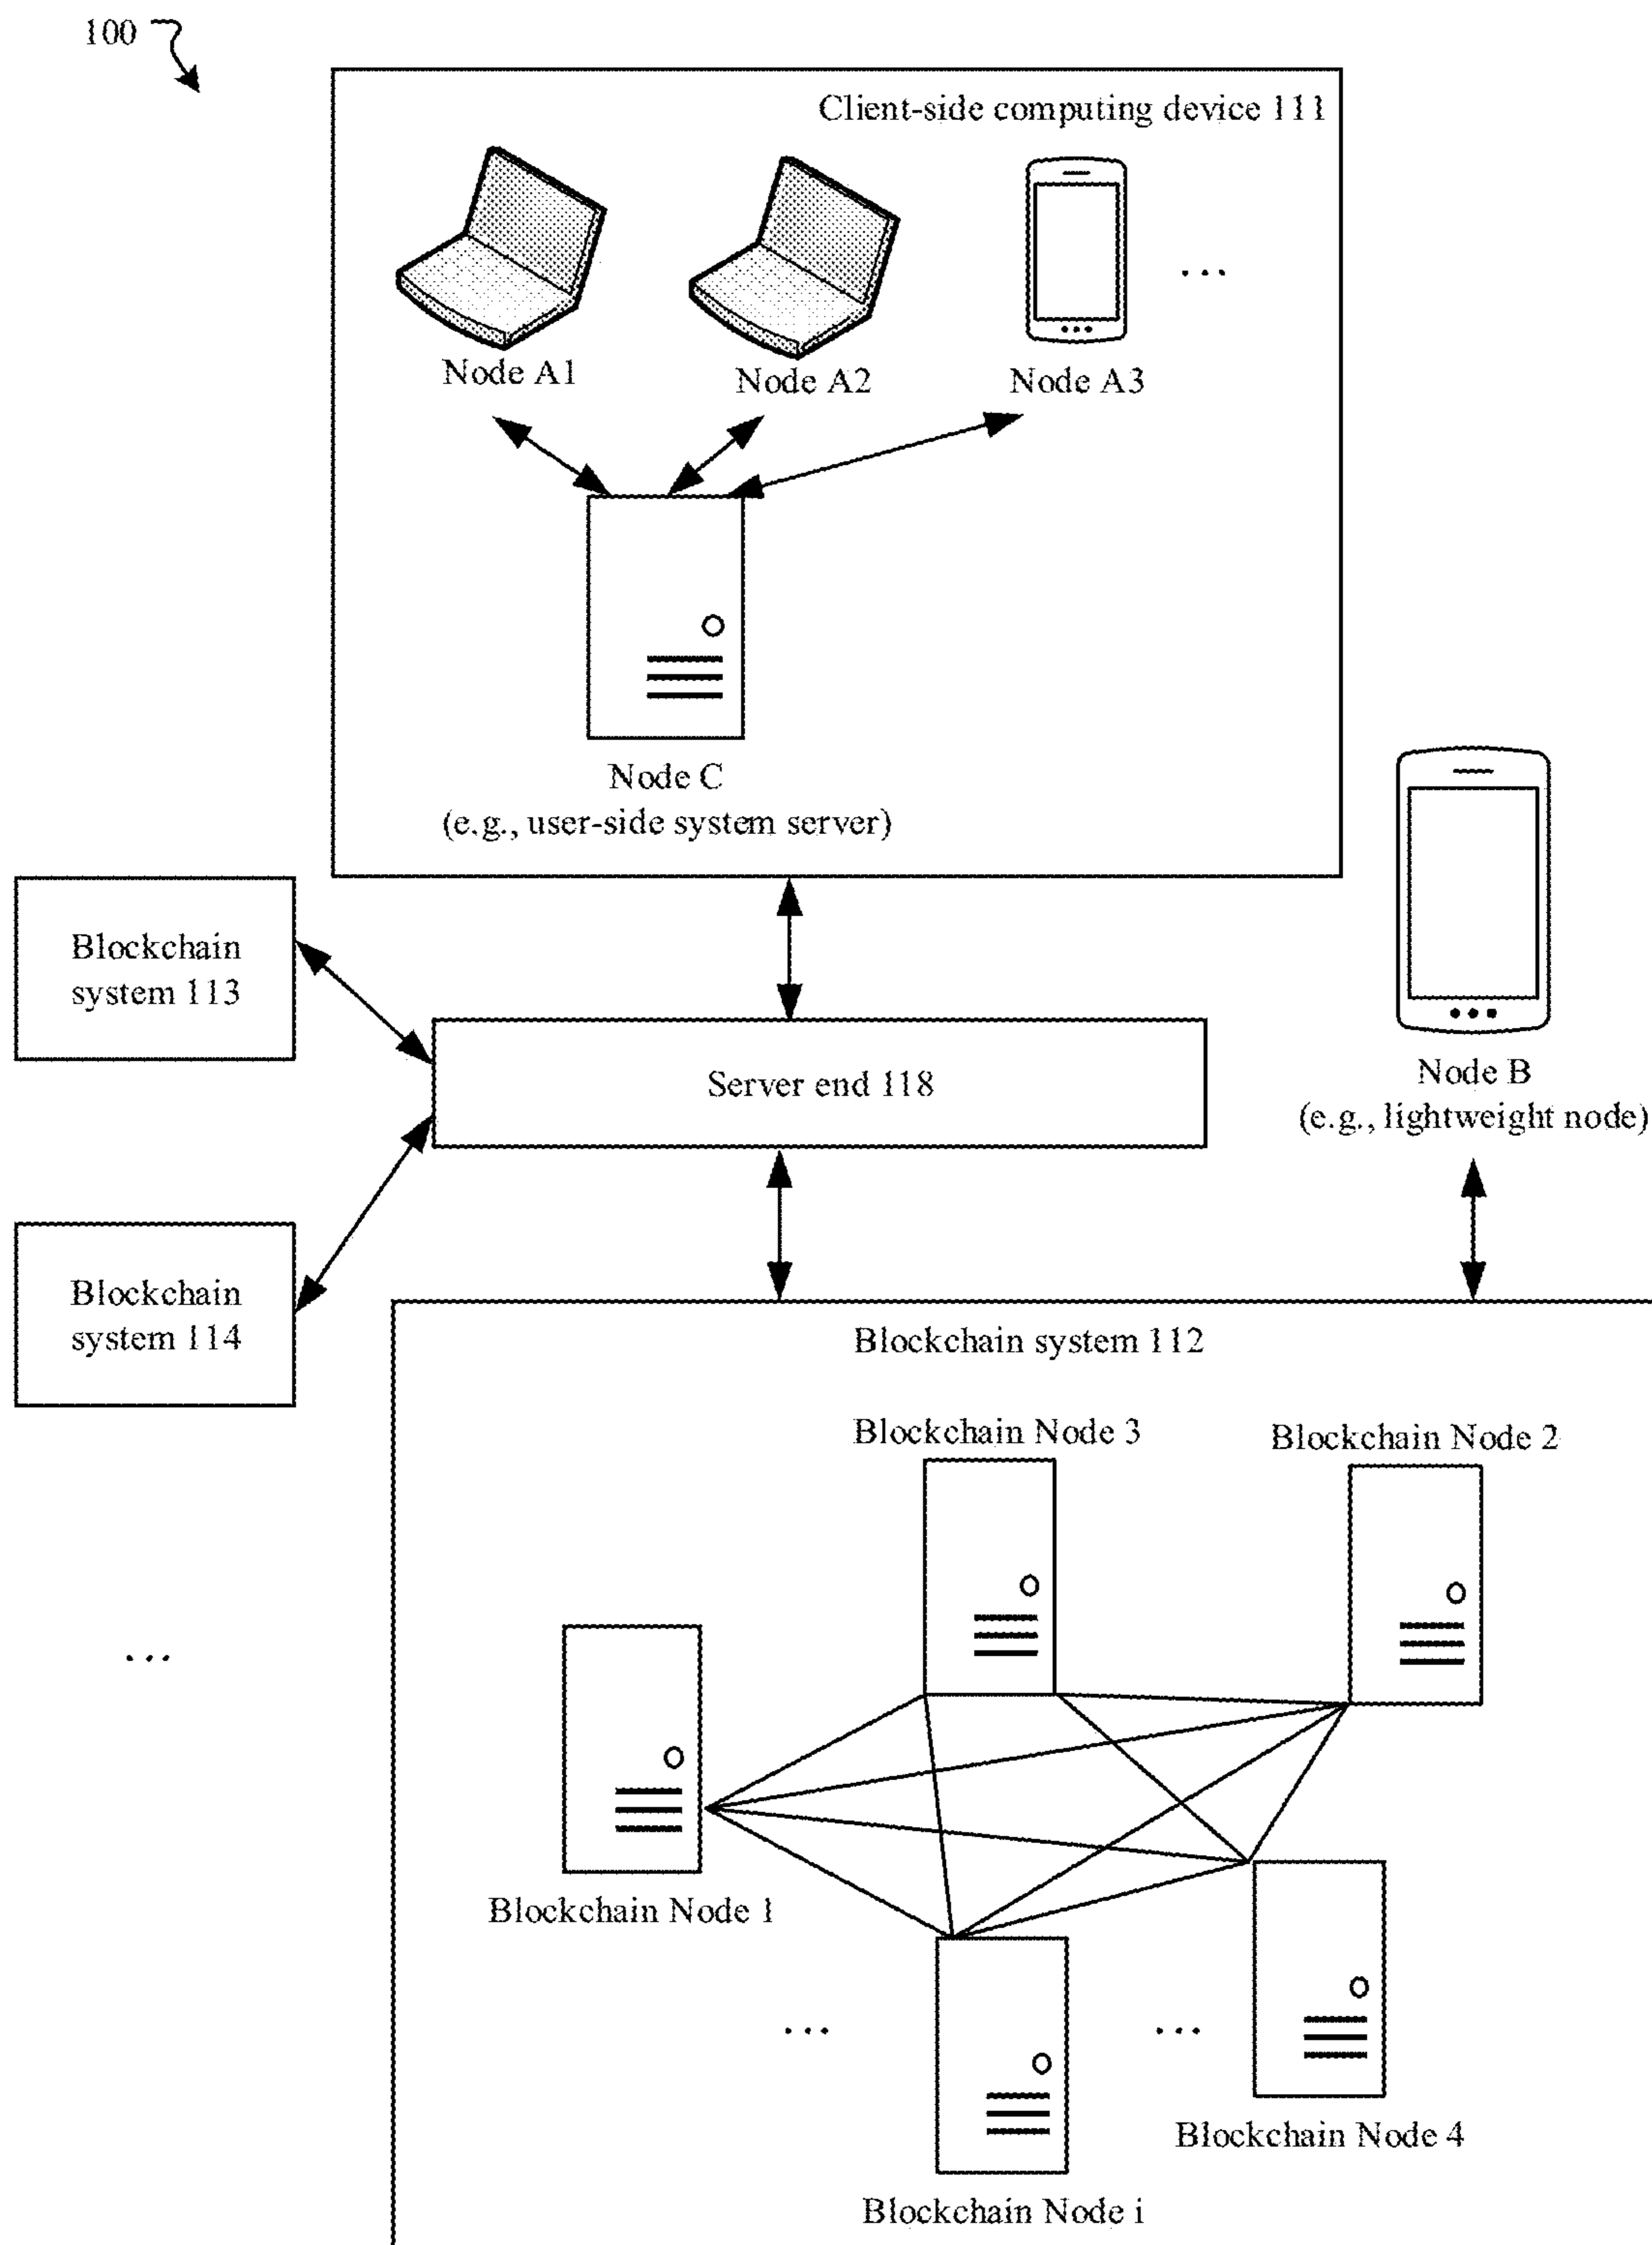 100
Client-side computing device 111
...
Node A1
Node A2
Node A3
Node C
(e.g., user-side system server)
Blockchain
system 113
Server end 118
Node B
(e.g., lightweight node)
Blockchain
system 114
Blockchain system 112
Blockchain Node 3
Blockchain Node 2
...
Blockchain Node 1
...
...
Blockchain Node 4
Blockchain Node i